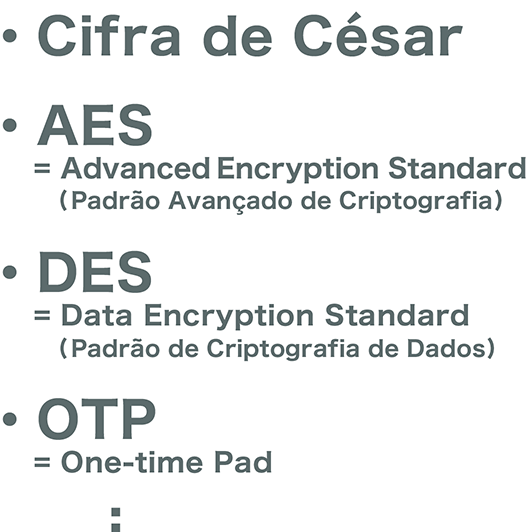 • Cifra de César
• AES
= Advanced Encryption Standard
(Padrão Avançado de Criptografia)
• DES
= Data Encryption Standard
(Padrão de Criptografia de Dados)
• OTP
= One-time Pad
: